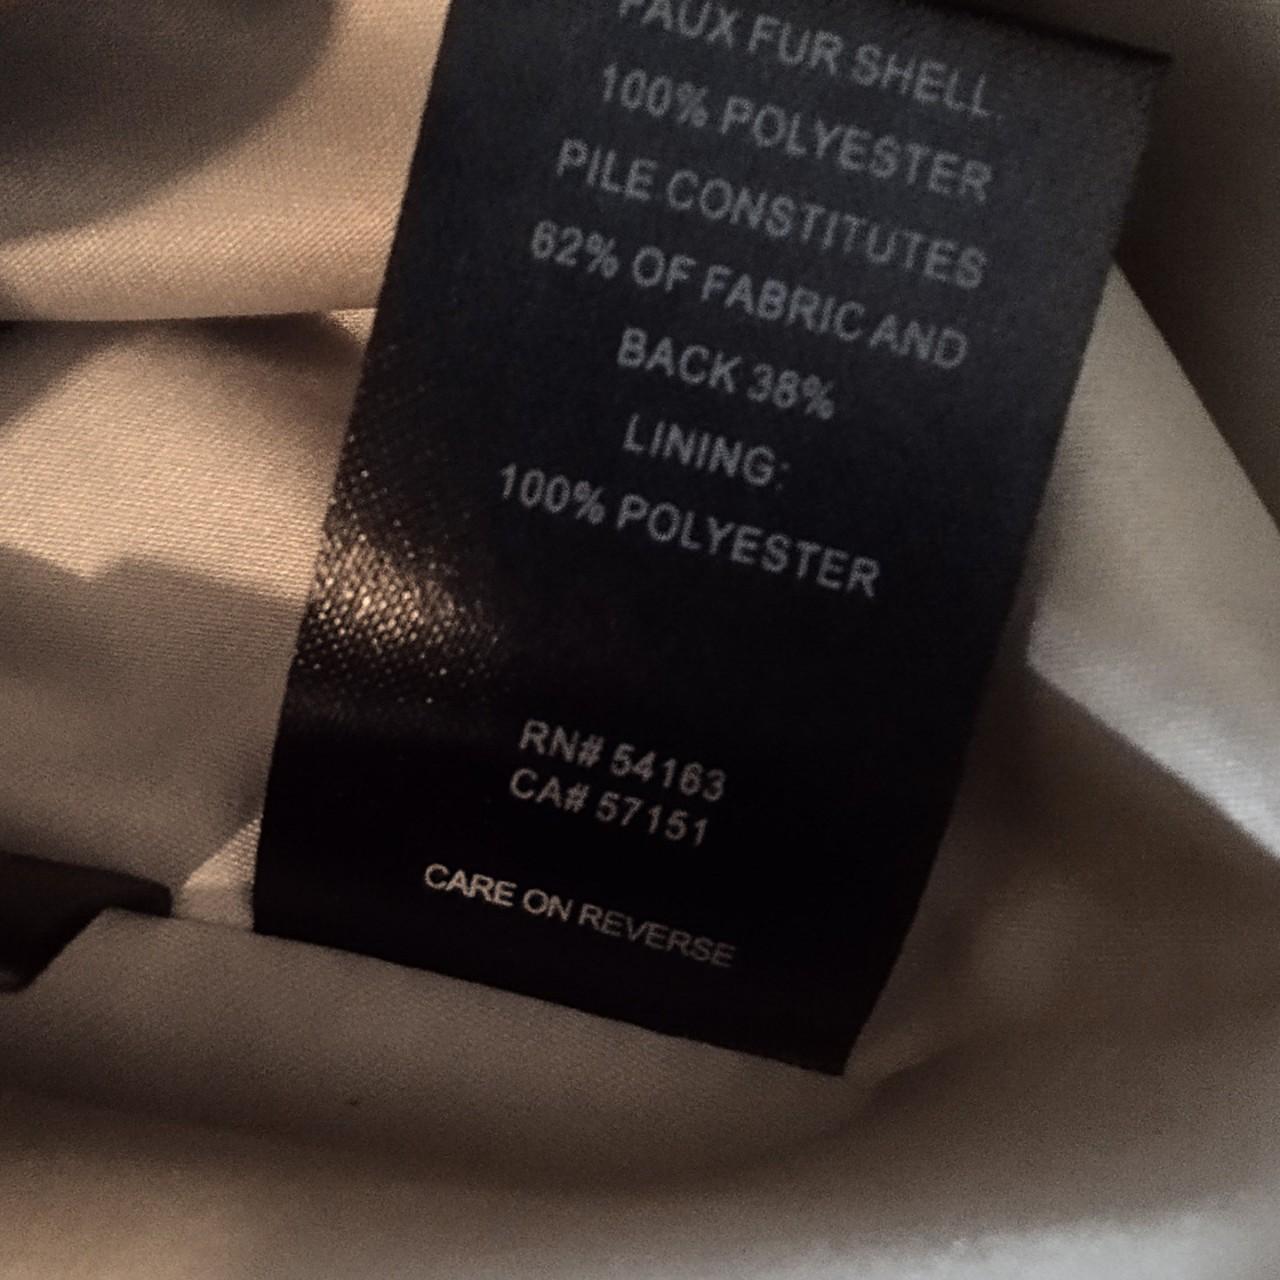 FAUX FUR SHELL:
100% POLYESTER
PILE CONSTITUTES
62% OF FABRIC AND
BACK 38%
LINING:
100% POLYESTER
RN# 54163
CA# 57151
CARE ON REVERSE